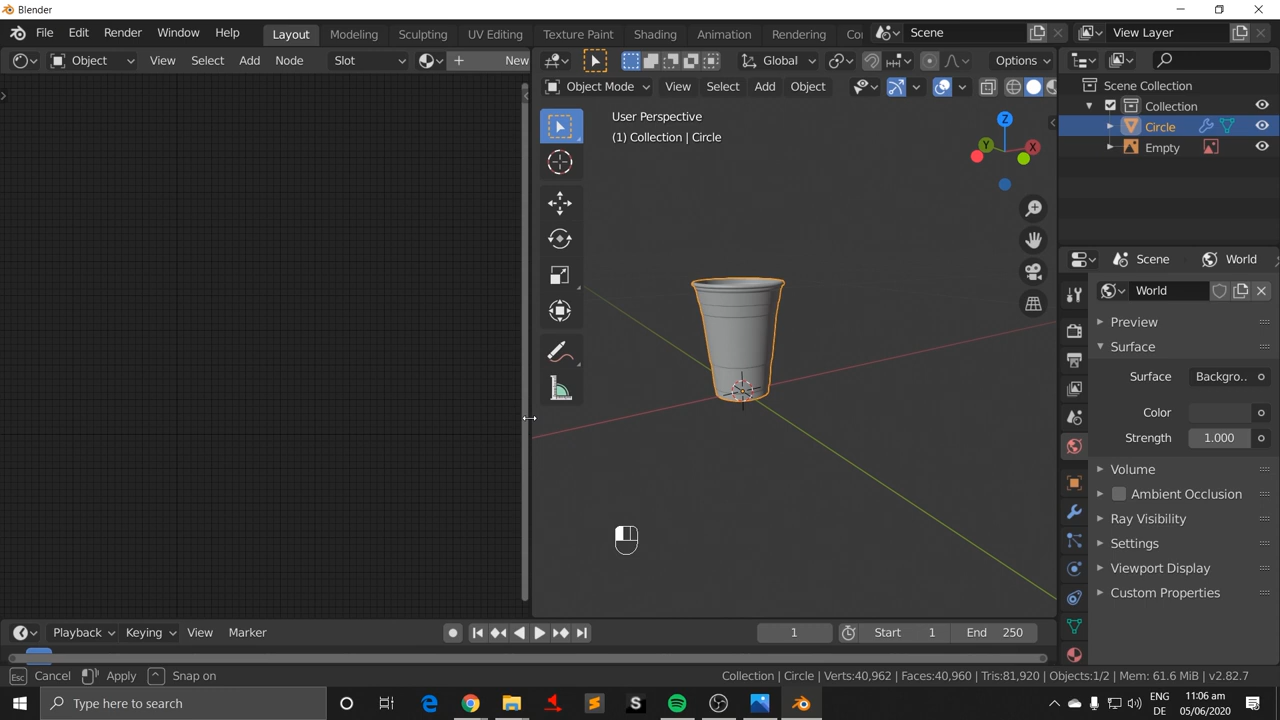 Blender
File Edit Render Window Help Layout Modeling Sculpting UV Editing Texture Paint Shading Animation Rendering Co Scene View Layer
Object View Select Add Node Slot New Global Options
Object Mode View Select Add Object
User Perspective
(1) Collection | Circle
Z
Y
X
Scene Collection
Collection
Circle
Empty
Scene World
World
Preview
Surface
Surface Backgro..
Color
Strength 1.000
Volume
Ambient Occlusion
Ray Visibility
Settings
Viewport Display
Custom Properties
Playback Keying View Marker 1 Start 1 End 250
Esc Cancel Apply ^ Snap on Collection | Circle | Verts:40,962 | Faces:40,960 | Tris:81,920 | Objects:1/2 | Mem: 61.6 MiB | v2.82.7
Type here to search S ENG 11:06 am
DE 05/06/2020